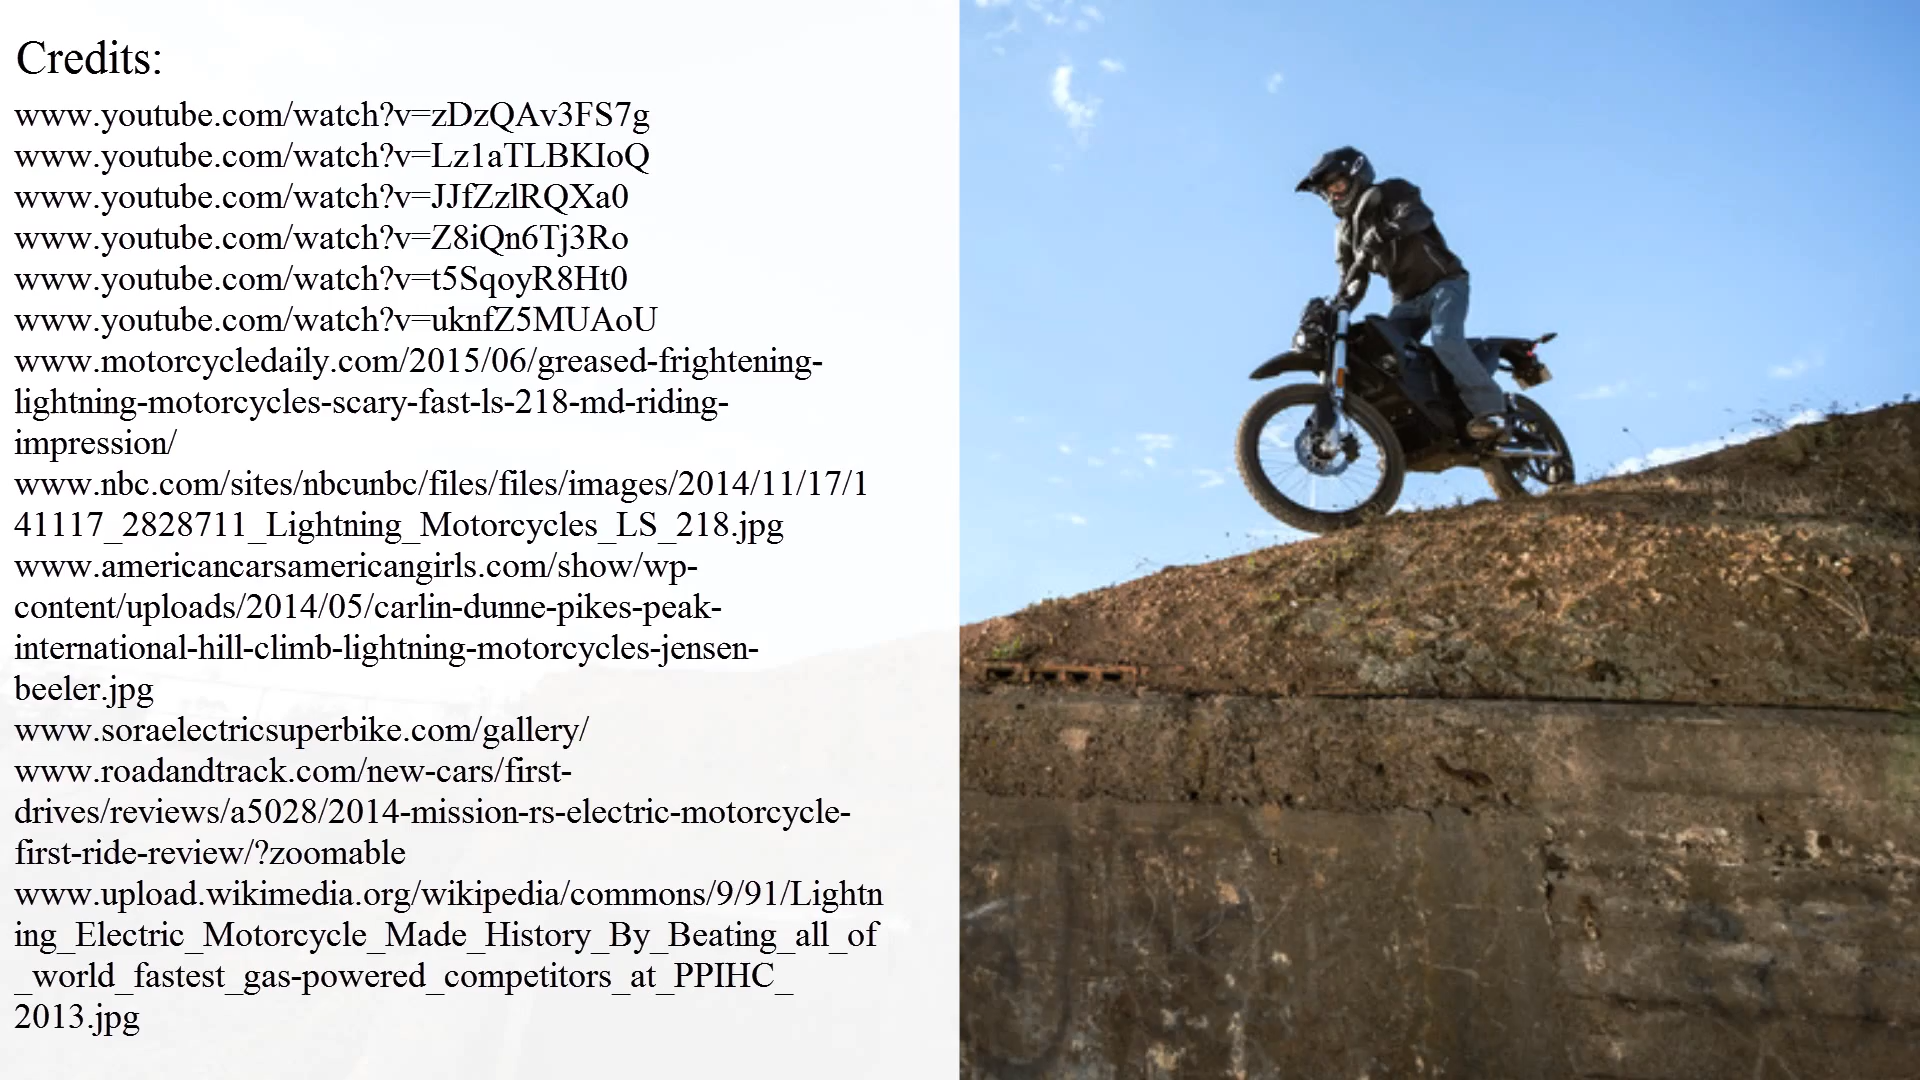 Credits:
www.youtube.com/watch?v=zDzQAv3FS7g
www.youtube.com/watch?v=Lz1aTLBKIoQ
www.youtube.com/watch?v=JJfZzlRQXa0
www.youtube.com/watch?v=Z8iQn6Tj3Ro
www.youtube.com/watch?v=t5SqoyR8Ht0
www.youtube.com/watch?v=uknfZ5MUAoU
www.motorcycledaily.com/2015/06/greased-frightening-
lightning-motorcycles-scary-fast-ls-218-md-riding-
impression/
www.nbc.com/sites/nbcunbc/files/files/images/2014/11/17/1
41117_2828711_Lightning_Motorcycles_LS_218.jpg
www.americancarsamericangirls.com/show/wp-
content/uploads/2014/05/carlin-dunne-pikes-peak-
international-hill-climb-lightning-motorcycles-jensen-
beeler.jpg
www.soraelectricsuperbike.com/gallery/
www.roadandtrack.com/new-cars/first-
drives/reviews/a5028/2014-mission-rs-electric-motorcycle-
first-ride-review/?zoomable
www.upload.wikimedia.org/wikipedia/commons/9/91/Lightn
ing_Electric_Motorcycle_Made_History_By_Beating_all_of
_world_fastest_gas-powered_competitors_at_PPIHC_
2013.jpg